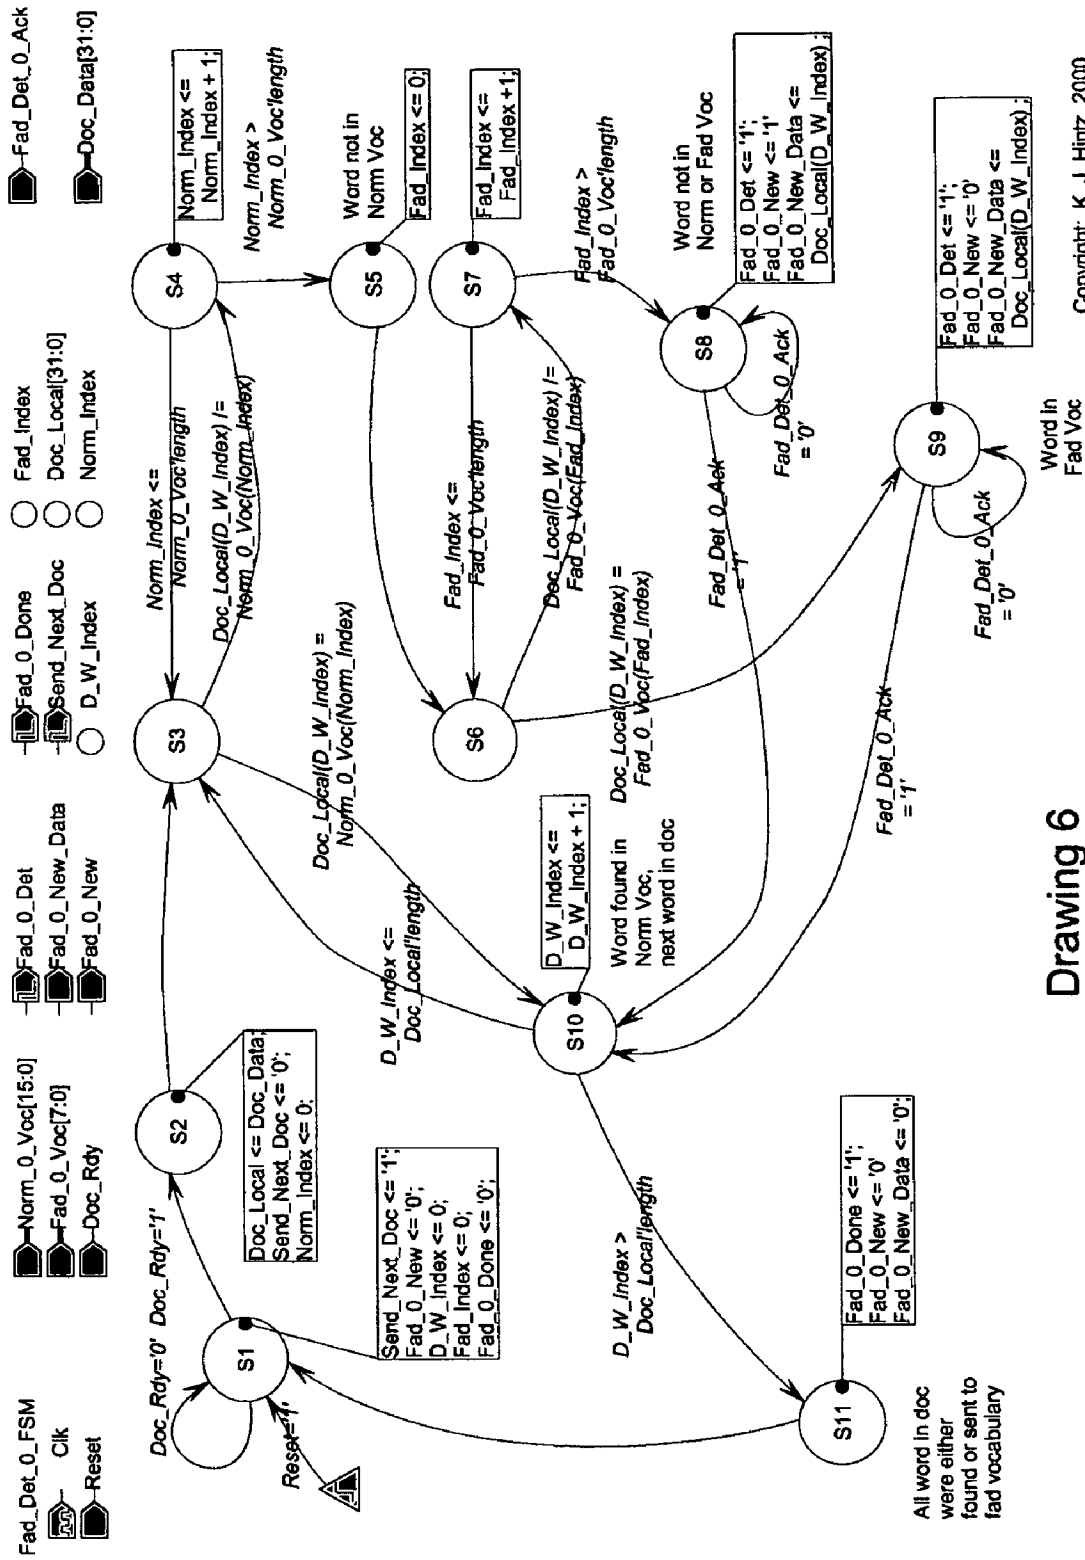 Fad_Det_0_FSM
Clk
Reset
Norm_0_Voc[15:0]
Fad_0_Voc[7:0]
Doc_Rdy
Fad_0_Det
Fad_0_New_Data
Fad_0_New
Fad_0_Done
Send_Next_Doc
D_W_Index
Fad_Index
Doc_Local[31:0]
Norm_Index
Fad_Det_0_Ack
Doc_Data[31:0]
Doc_Rdy='0'
Doc_Rdy='1'
Reset='1'
S1
Send_Next_Doc <= '1';
Fad_0_New <= '0';
D_W_Index <= 0;
Fad_Index <= 0;
Fad_0_Done <= '0';
S2
Doc_Local <= Doc_Data;
Send_Next_Doc <= '0';
Norm_Index <= 0;
S3
Norm_Index <=
Norm_0_Voc'length
Doc_Local(D_W_Index) /=
Norm_0_Voc(Norm_Index)
S4
Norm_Index <=
Norm_Index + 1;
Norm_Index >
Norm_0_Voc'length
Word not in
Norm Voc
S5
Fad_Index <= 0;
Doc_Local(D_W_Index) =
Norm_0_Voc(Norm_Index)
D_W_Index <=
Doc_Local'length
S6
Fad_Index <=
Fad_0_Voc'length
Doc_Local(D_W_Index) /=
Fad_0_Voc(Fad_Index)
S7
Fad_Index <=
Fad_Index +1;
Fad_Index >
Fad_0_Voc'length
Word not in
Norm or Fad Voc
S8
Fad_0_Det <= '1';
Fad_0_New <= '1'
Fad_0_New_Data <=
Doc_Local(D_W_Index) ;
Fad_Det_0_Ack
= '0'
Fad_Det_0_Ack
= '1'
Doc_Local(D_W_Index) =
Fad_0_Voc(Fad_Index)
S9
Fad_0_Det <= '1';
Fad_0_New <= '0'
Fad_0_New_Data <=
Doc_Local(D_W_Index) ;
Word in
Fad Voc
Fad_Det_0_Ack
= '0'
Fad_Det_0_Ack
= '1'
S10
D_W_Index <=
D_W_Index + 1;
Word found in
Norm Voc,
next word in doc
D_W_Index >
Doc_Local'length
S11
Fad_0_Done <= '1';
Fad_0_New <= '0'
Fad_0_New_Data <= '0';
All word in doc
were either
found or sent to
fad vocabulary
Drawing 6
Copyright: K. J. Hintz, 2000